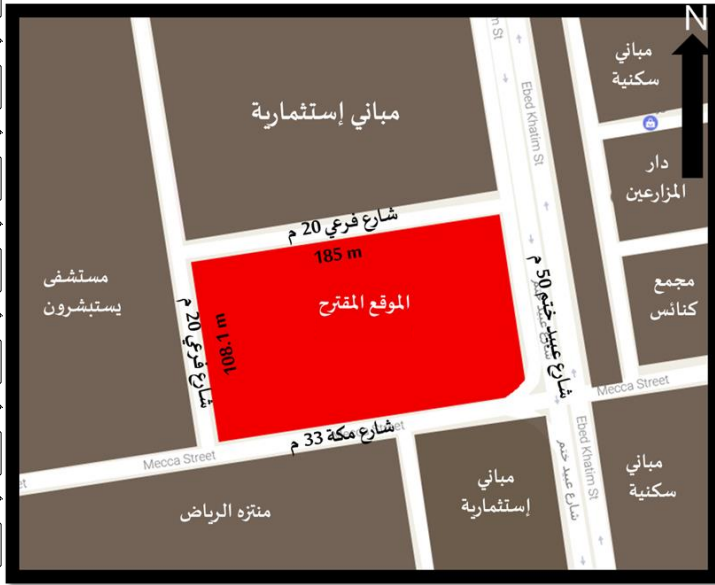 N
n St
مباني
سكنية
مباني إستثمارية
Ebed Khatim St
دار
المزارعين
شارع فرعي 20 م
185 m
مستشفى
يستبشرون
الموقع المقترح
شارع عبيد ختم 50 م
مجمع
كنائس
شارع فرعي 20 م
108.1 m
Mecca Street
شارع مكة 33 م
Mecca Street
et
Ebed Khatim St
شارع عبيد ختم
مباني
إستثمارية
مباني
سكنية
منتزه الرياض